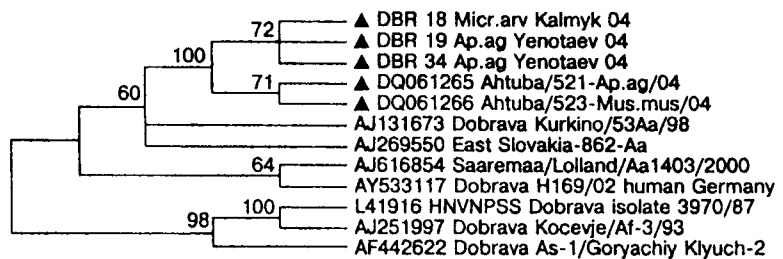 72
▲ DBR 18 Micr.arv Kalmyk 04
▲ DBR 19 Ap.ag Yenotaev 04
100
▲ DBR 34 Ap.ag Yenotaev 04
71
▲ DQ061265 Ahtuba/521-Ap.ag/04
60
▲ DQ061266 Ahtuba/523-Mus.mus/04
AJ131673 Dobrava Kurkino/53Aa/98
AJ269550 East Slovakia-862-Aa
64
AJ616854 Saaremaa/Lolland/Aa1403/2000
AY533117 Dobrava H169/02 human Germany
100
L41916 HNVNPSS Dobrava isolate 3970/87
98
AJ251997 Dobrava Kocevje/Af-3/93
AF442622 Dobrava As-1/Goryachiy Klyuch-2